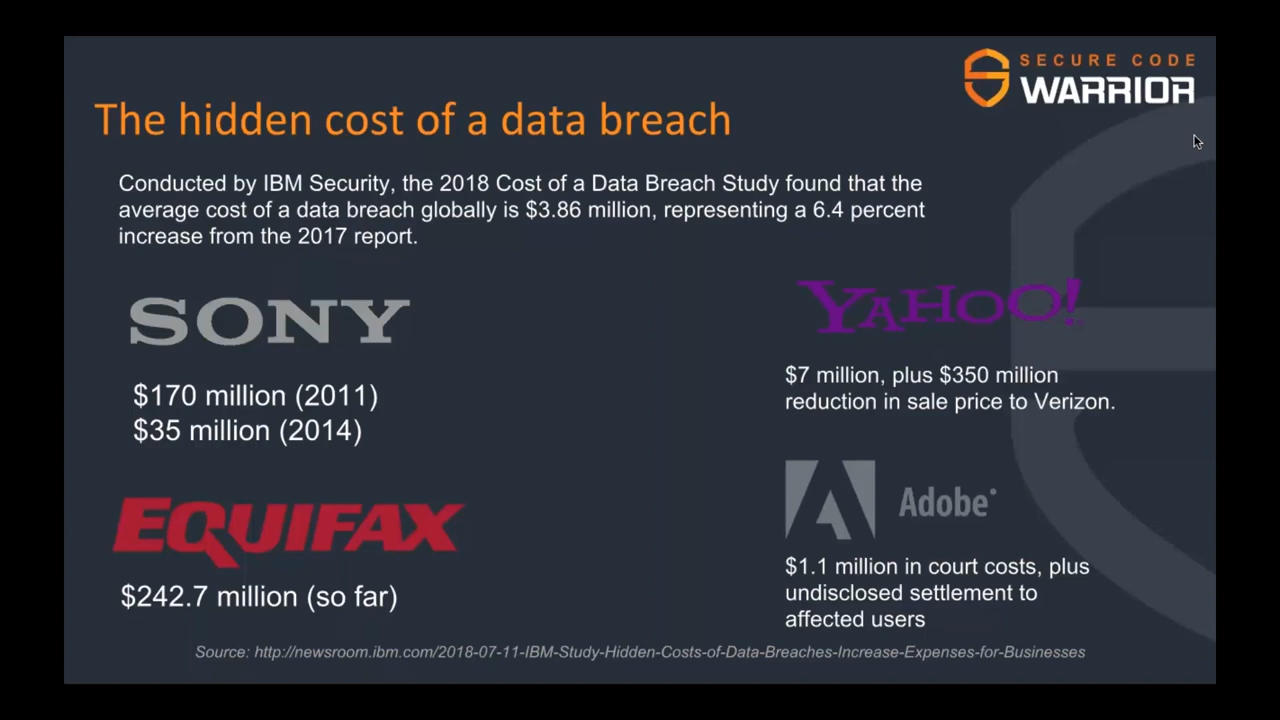 SECURE CODE
WARRIOR
The hidden cost of a data breach
Conducted by IBM Security, the 2018 Cost of a Data Breach Study found that the
average cost of a data breach globally is $3.86 million, representing a 6.4 percent
increase from the 2017 report.
SONY
$170 million (2011)
$35 million (2014)
EQUIFAX
$242.7 million (so far)
YAHOO!
$7 million, plus $350 million
reduction in sale price to Verizon.
Adobe
$1.1 million in court costs, plus
undisclosed settlement to
affected users
Source: http://newsroom.ibm.com/2018-07-11-IBM-Study-Hidden-Costs-of-Data-Breaches-Increase-Expenses-for-Businesses